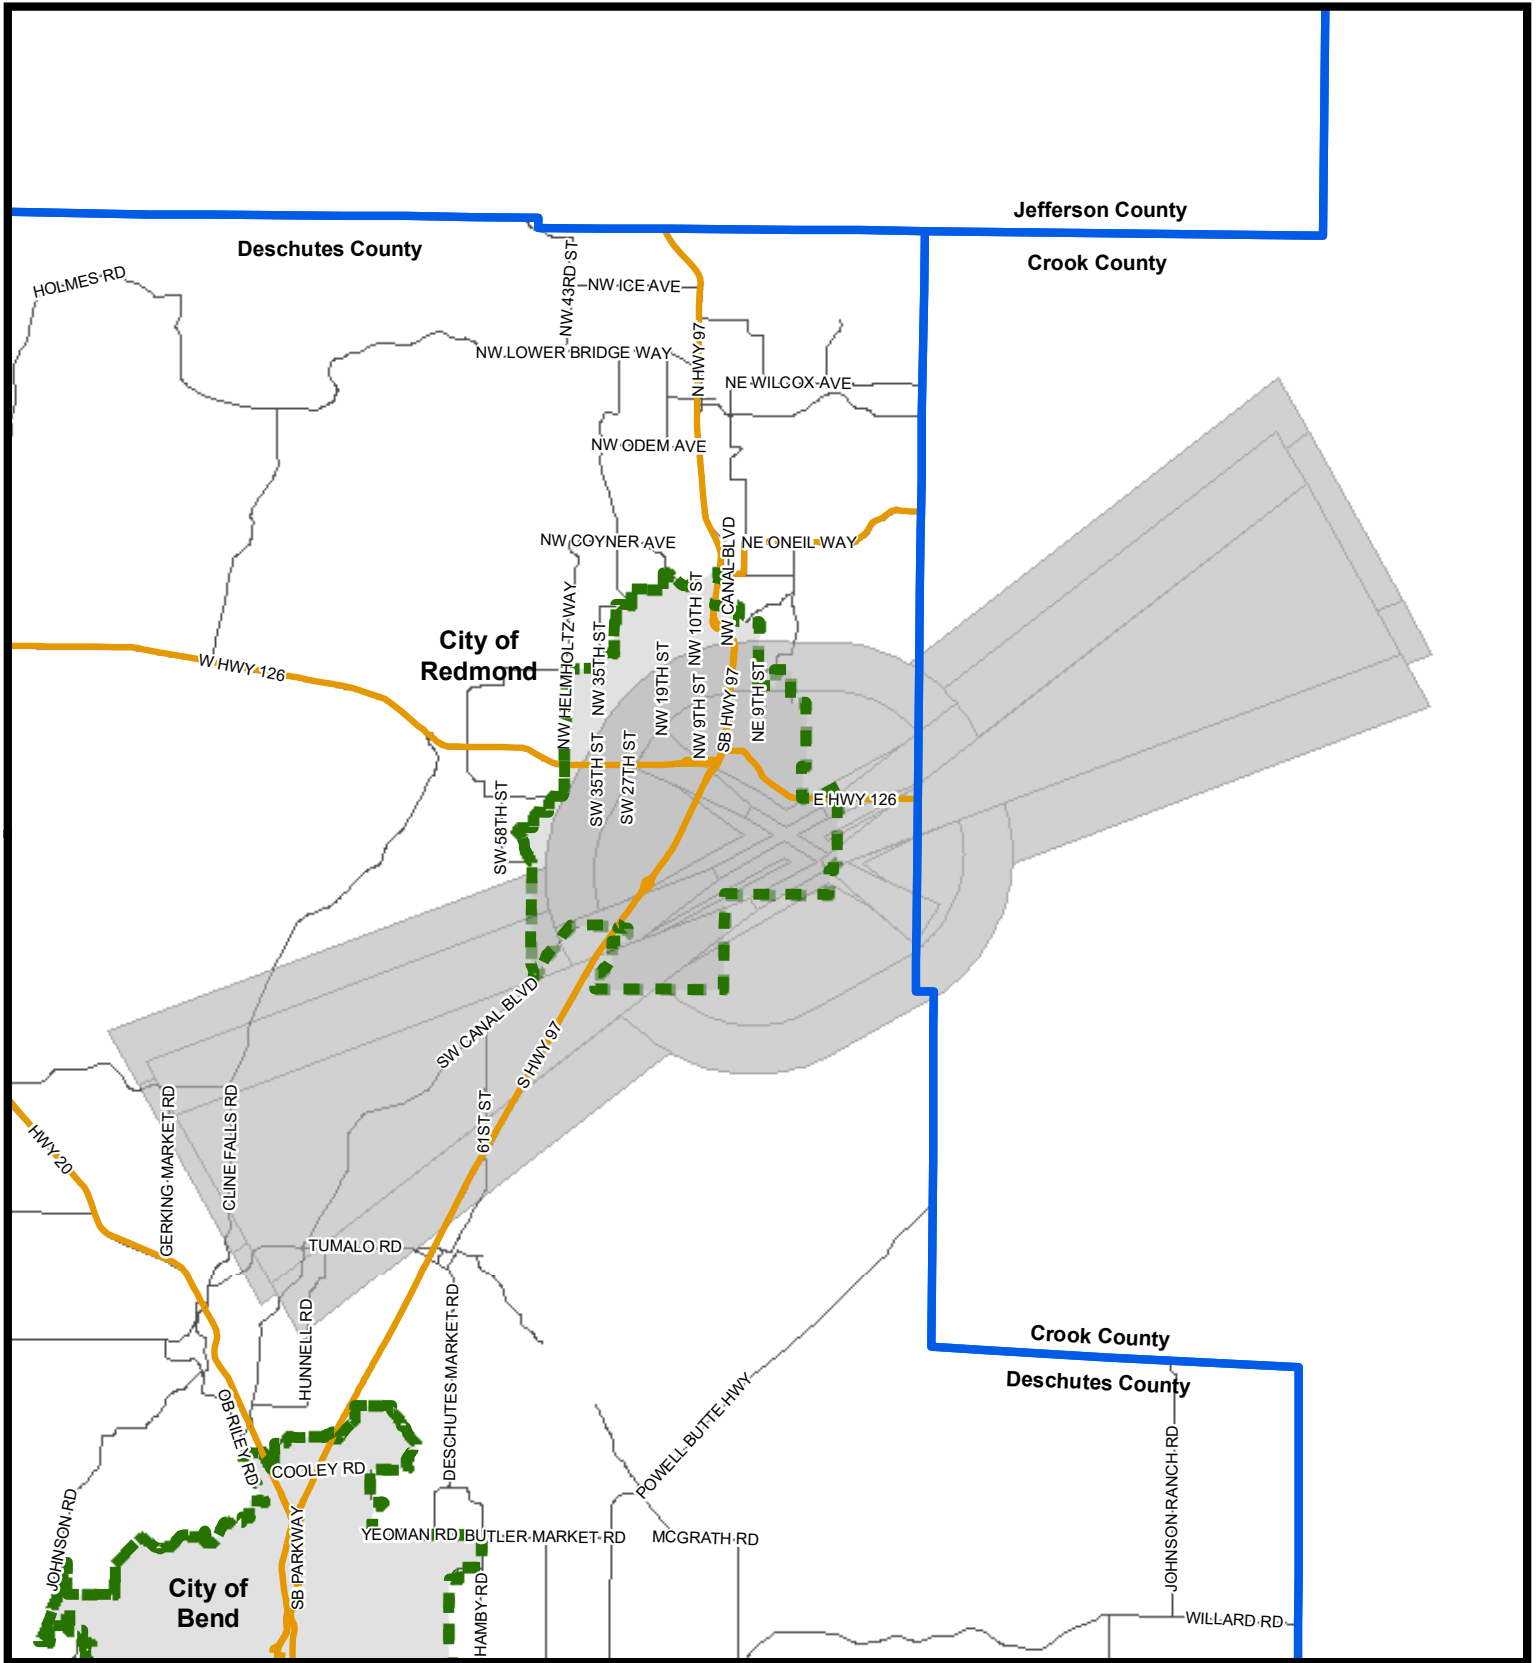 Jefferson County
Deschutes County
Crook County
HOLMES RD
NW 43RD ST
NW ICE AVE
N HWY 97
NW LOWER BRIDGE WAY
NE WILCOX AVE
NW ODEM AVE
NW COYNER AVE
NW CANAL BLVD
NE ONEIL WAY
NW HELMHOLTZ WAY
NW 10TH ST
City of
Redmond
NW 35TH ST
NW 19TH ST
W HWY 126
NW 9TH ST
SB HWY 97
NE 9TH ST
SW 35TH ST
SW 27TH ST
SW 58TH ST
E HWY 126
SW CANAL BLVD
S HWY 97
GERKING MARKET RD
CLINE FALLS RD
61ST ST
HWY 20
TUMALO RD
HUNNELL RD
DESCHUTES MARKET RD
Crook County
Deschutes County
OB RILEY RD
COOLEY RD
POWELL BUTTE HWY
JOHNSON RANCH RD
JOHNSON RD
SB PARKWAY
YEOMAN RD
BUTLER MARKET RD
MCGRATH RD
City of
Bend
HAMBY RD
WILLARD RD